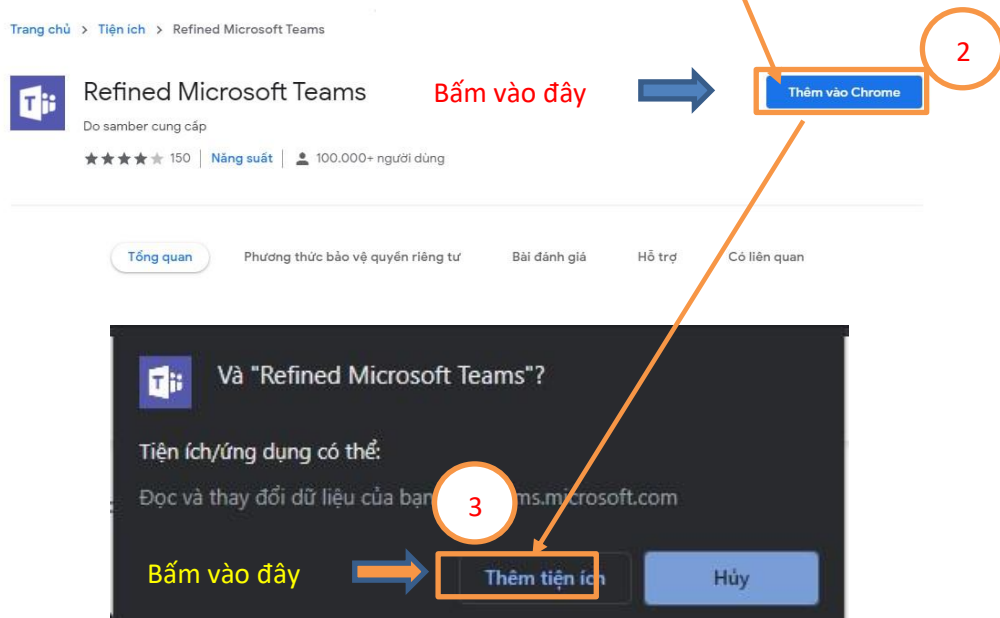 Trang chủ > Tiện ích > Refined Microsoft Teams
2
Refined Microsoft Teams
Bấm vào đây
Thêm vào Chrome
Do samber cung cấp
150 | Năng suất | 100.000+ người dùng
Tổng quan Phương thức bảo vệ quyền riêng tư Bài đánh giá Hỗ trợ Có liên quan
Và "Refined Microsoft Teams"?
Tiện ích/ứng dụng có thể:
Đọc và thay đổi dữ liệu của bạn ms.microsoft.com
3
Bấm vào đây
Thêm tiện ích
Hủy